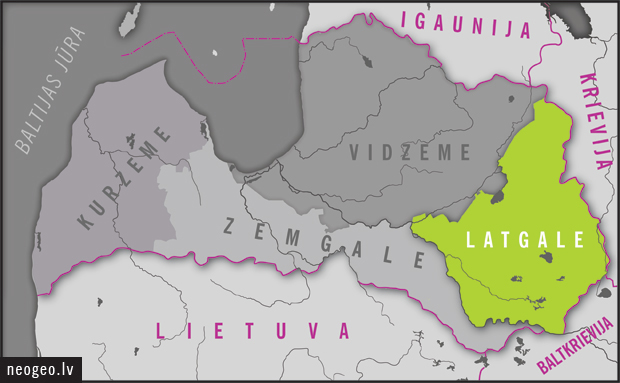 IGAUNIJA
BALTIJAS JŪRA
KRIEVIJA
VIDZEME
KURZEME
ZEMGALE
LATGALE
LIETUVA
BALTKRIEVIJA
neogeo.lv